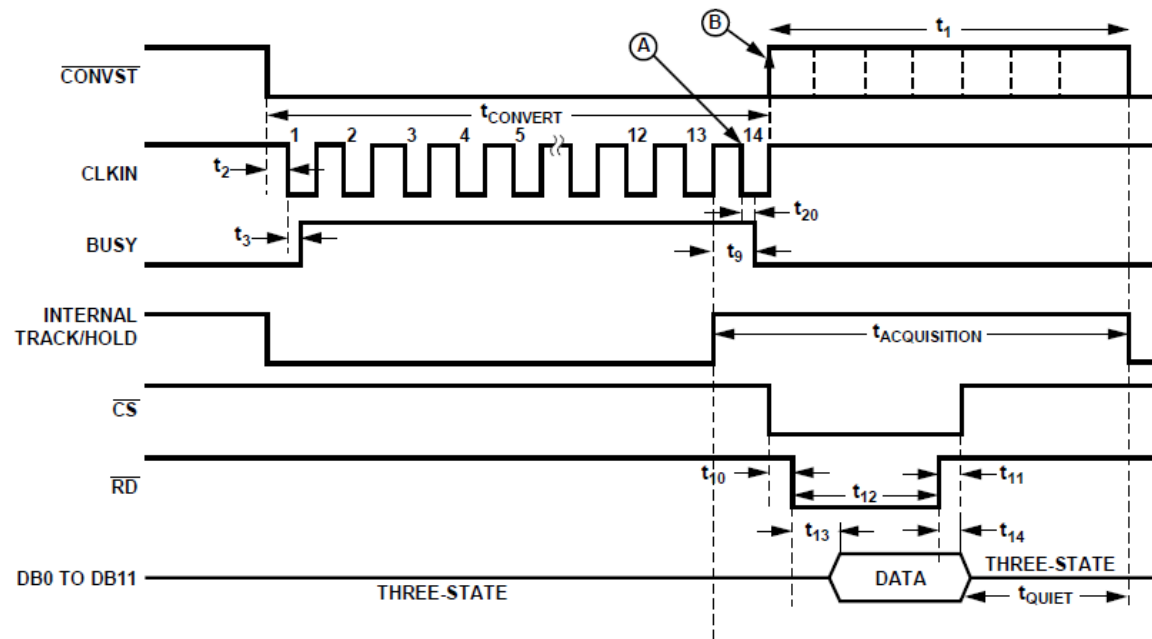 B
t1
A
CONVST
tCONVERT
1 2 3 4 5 12 13 14
t2
CLKIN
t20
t3
BUSY
t9
INTERNAL
TRACK/HOLD
tACQUISITION
CS
t10
t12
t11
RD
t13
t14
DB0 TO DB11
THREE-STATE
DATA
THREE-STATE
tQUIET